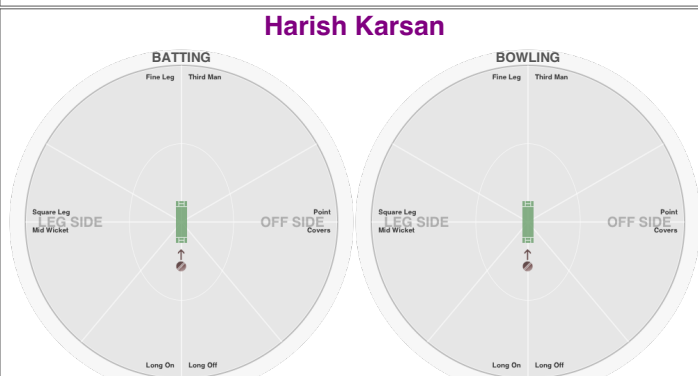 Harish Karsan
BATTING
Fine Leg Third Man
Square Leg
LEG SIDE
Mid Wicket
Point
OFF SIDE
Covers
Long On Long Off
BOWLING
Fine Leg Third Man
Square Leg
LEG SIDE
Mid Wicket
Point
OFF SIDE
Covers
Long On Long Off